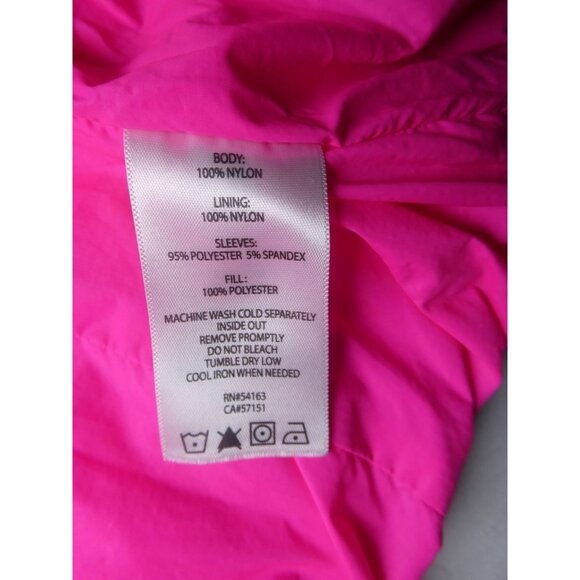 BODY:
100% NYLON
LINING:
100% NYLON
SLEEVES:
95% POLYESTER 5% SPANDEX
FILL:
100% POLYESTER
MACHINE WASH COLD SEPARATELY
INSIDE OUT
REMOVE PROMPTLY
DO NOT BLEACH
TUMBLE DRY LOW
COOL IRON WHEN NEEDED
RN#54163
CA#57151